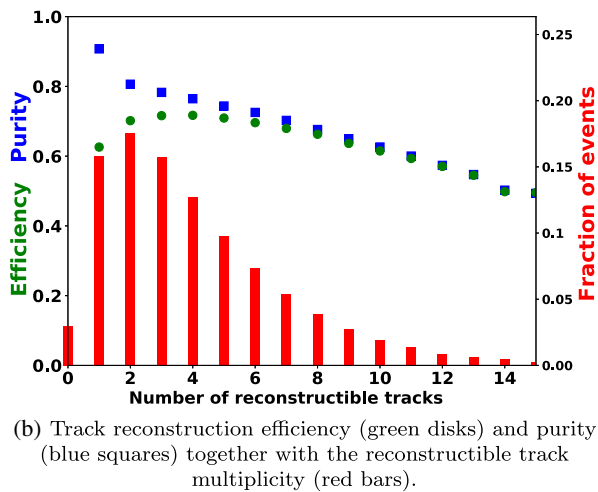 1.0
0.8
0.6
0.4
0.2
0.0
Efficiency Purity
0.25
0.20
0.15
0.1
0.05
0.00
Fraction of events
0 2 4 6 8 10 12 14
Number of reconstructible tracks
(b) Track reconstruction efficiency (green disks) and purity
(blue squares) together with the reconstructible track
multiplicity (red bars).